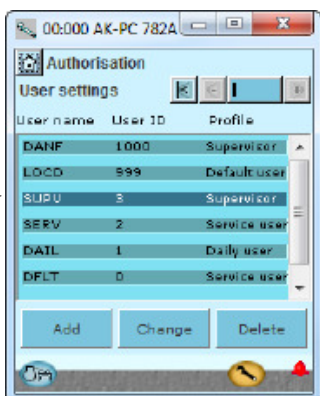 00:000 AK-PC 782A
Authorisation
User settings
User name User ID Profile
DANF 1000 Supervisor
LOCD 999 Default user
SUPU 3 Supervisor
SERV 2 Service user
DAIL 1 Daily user
DFLT 0 Service user
Add Change Delete